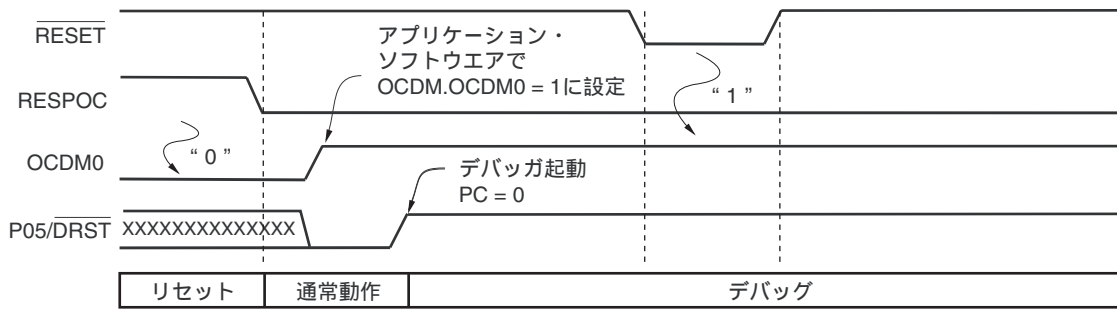 RESET
アプリケーション・
ソフトウエアで
OCDM.OCDM0 = 1に設定
RESPOC
“ 1 ”
OCDM0
“ 0 ”
デバッガ起動
PC = 0
P05/DRST
XXXXXXXXXXXXXX
リセット
通常動作
デバッグ